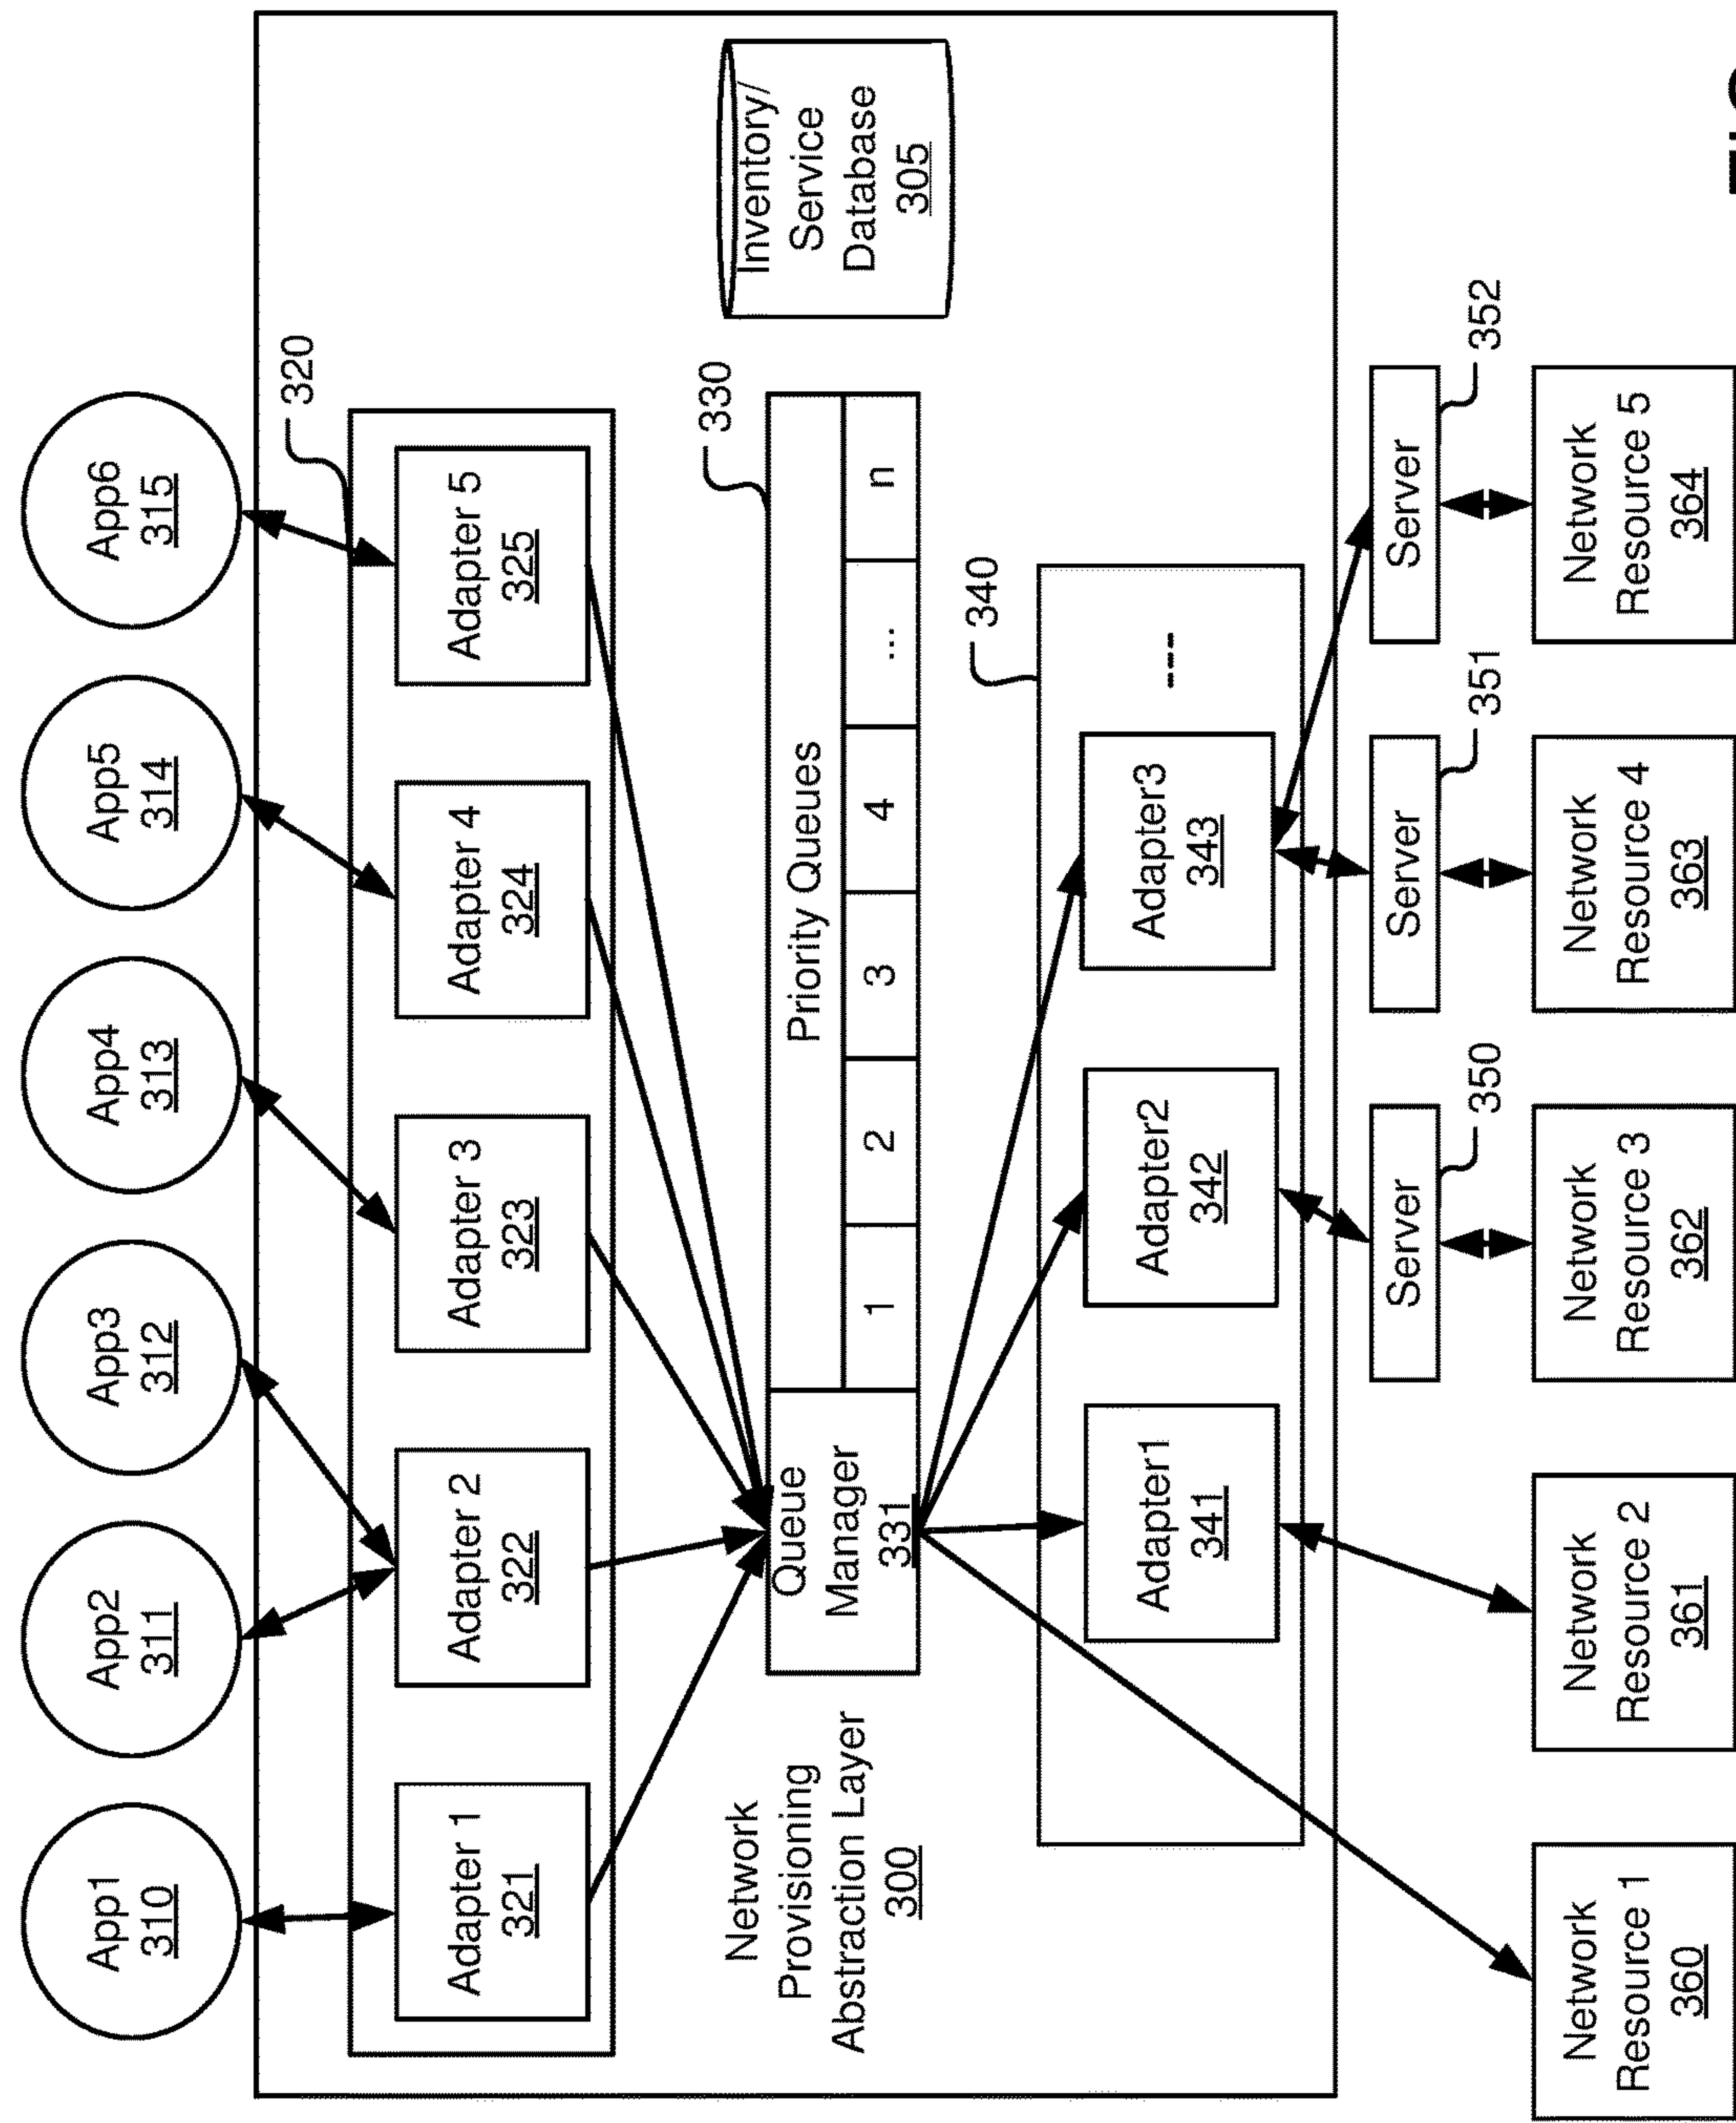 App1
310
App2
311
App3
312
App4
313
App5
314
App6
315
320
Adapter 1
321
Adapter 2
322
Adapter 3
323
Adapter 4
324
Adapter 5
325
Network
Provisioning
Abstraction Layer
300
Queue
Manager
331
Priority Queues
1
2
3
4
...
n
330
Inventory/
Service
Database
305
340
Adapter1
341
Adapter2
342
Adapter3
343
---
Server
350
Server
351
Server
352
Network
Resource 1
360
Network
Resource 2
361
Network
Resource 3
362
Network
Resource 4
363
Network
Resource 5
364